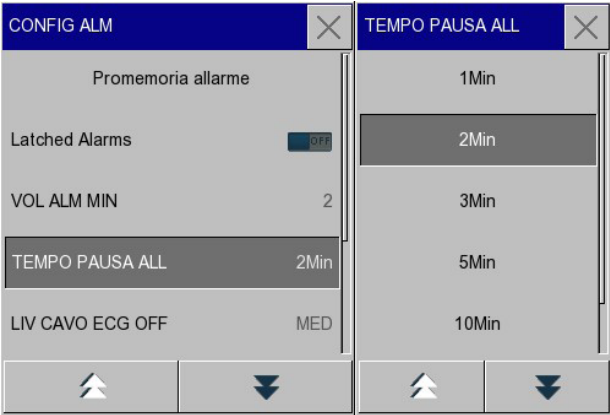 CONFIG ALM
Promemoria allarme
Latched Alarms OFF
VOL ALM MIN 2
TEMPO PAUSA ALL 2Min
LIV CAVO ECG OFF MED
TEMPO PAUSA ALL
1Min
2Min
3Min
5Min
10Min